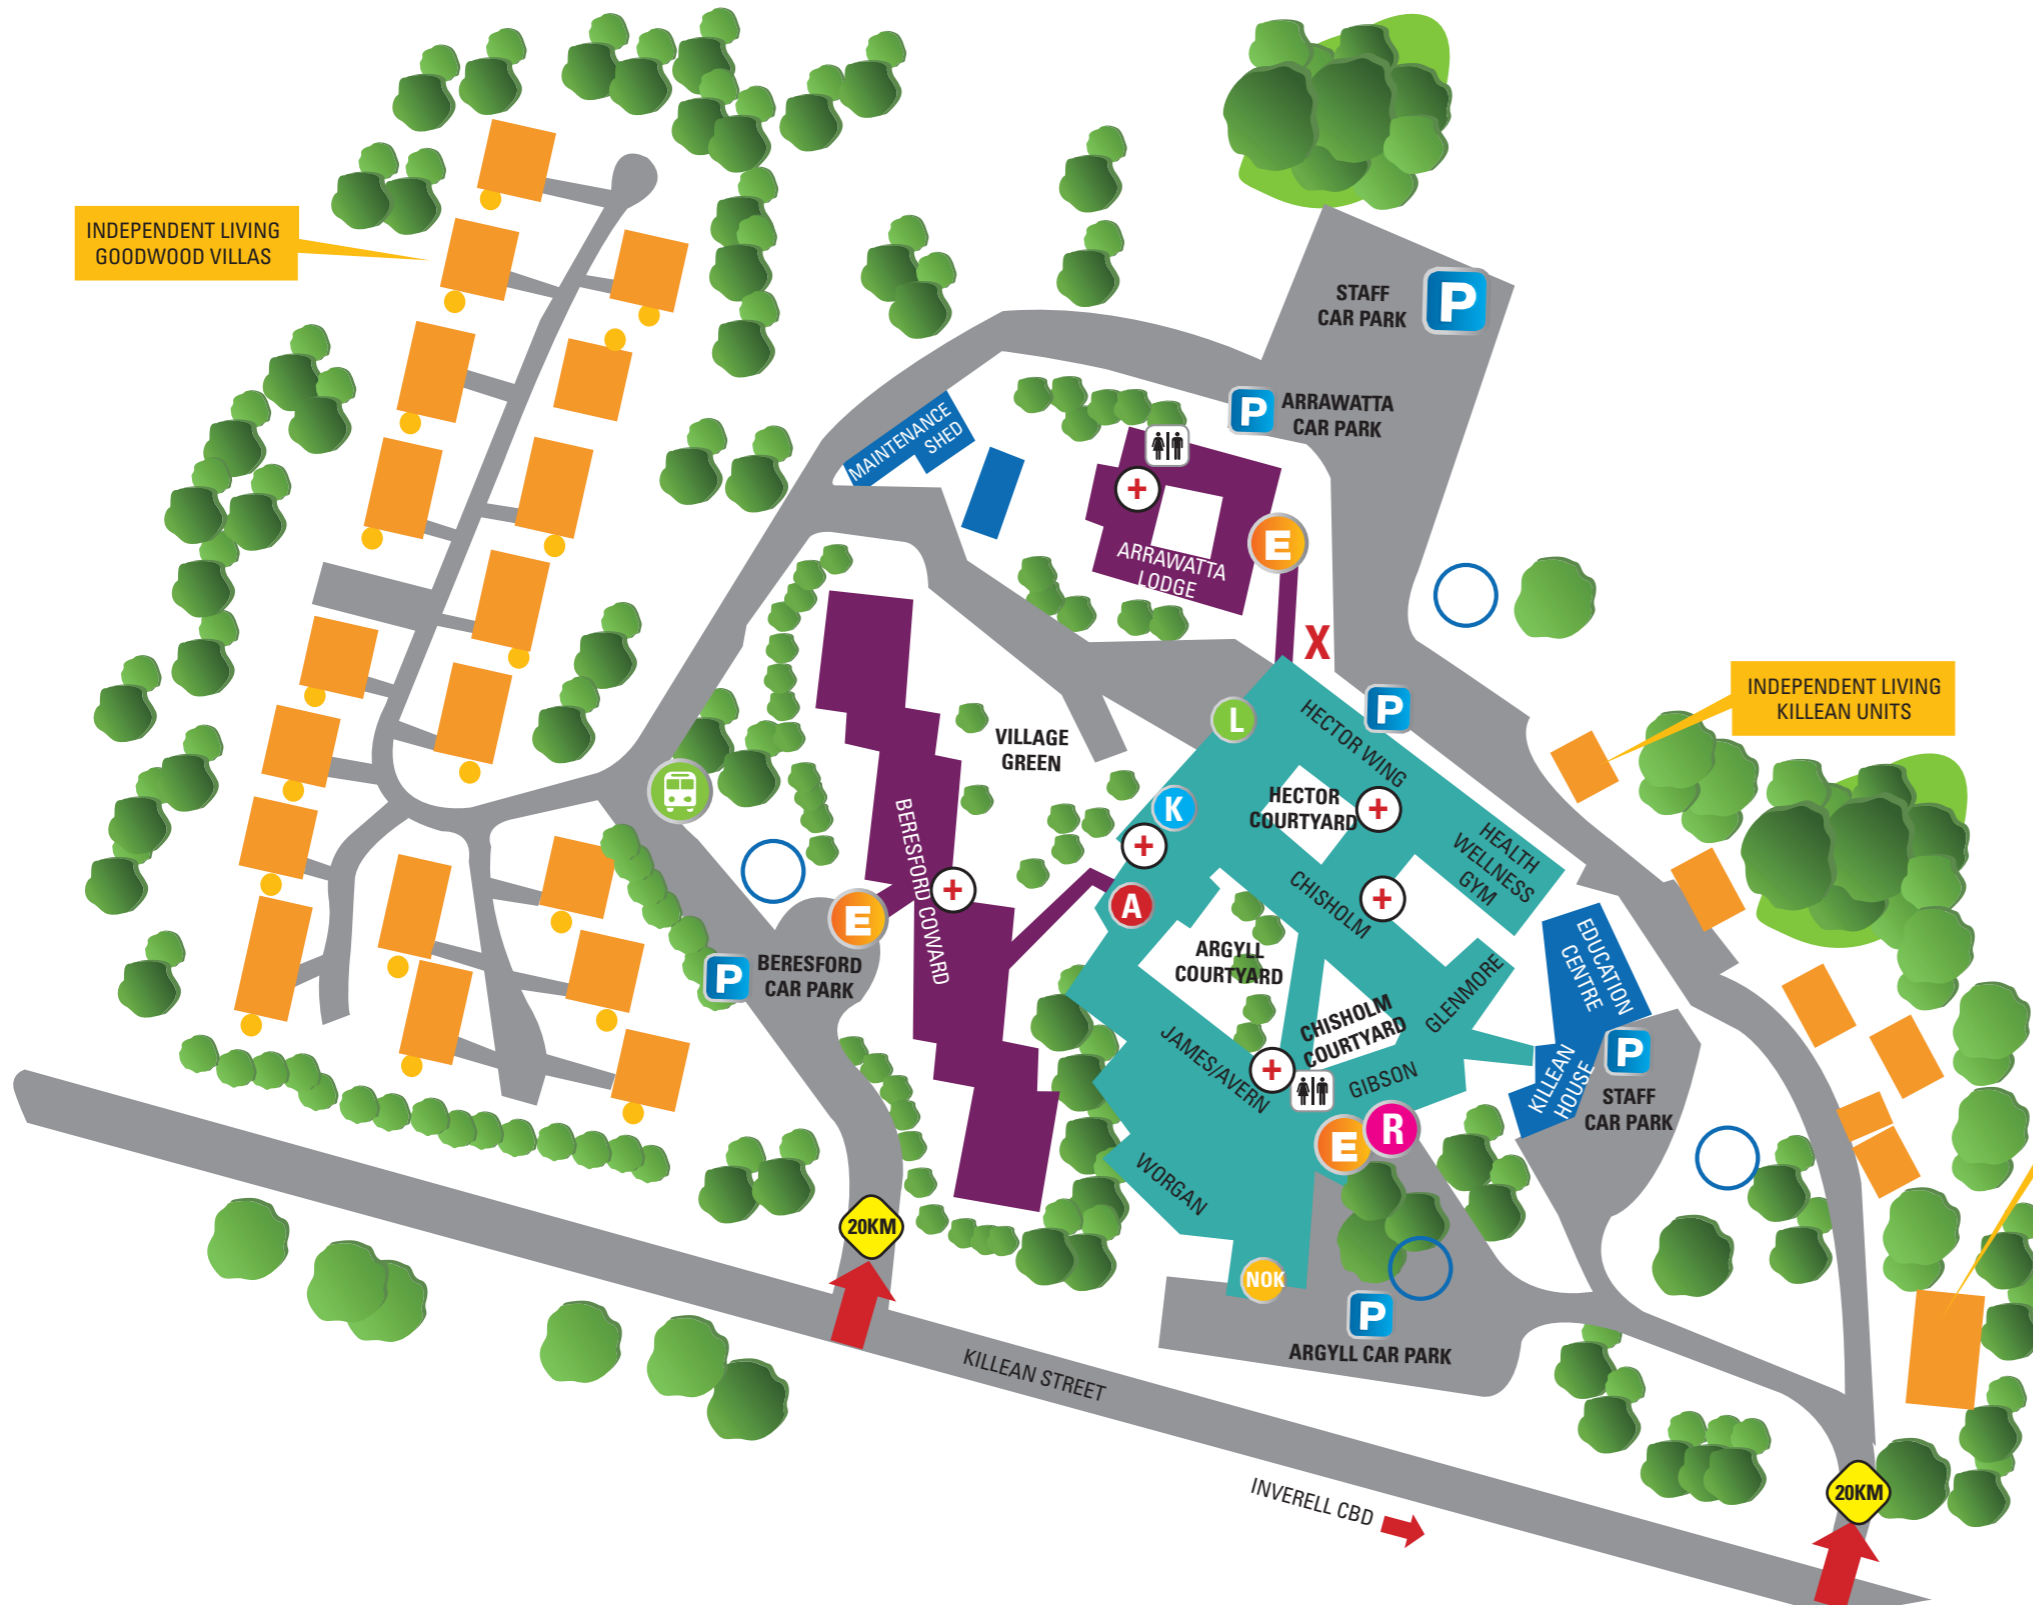 INDEPENDENT LIVING
GOODWOOD VILLAS
STAFF
CAR PARK
P
P
ARRAWATTA
CAR PARK
MAINTENANCE
SHED
E
ARRAWATTA
LODGE
X
INDEPENDENT LIVING
KILLEAN UNITS
L
P
HECTOR WING
VILLAGE
GREEN
K
HECTOR
COURTYARD
HEALTH
WELLNESS
GYM
BERESFORD COWARD
A
CHISHOLM
E
P
BERESFORD
CAR PARK
ARGYLL
COURTYARD
EDUCATION
CENTRE
GLENMORE
CHISHOLM
COURTYARD
JAMES/AVERN
GIBSON
KILLEAN
HOUSE
P
STAFF
CAR PARK
E
R
WORGAN
20KM
NOK
P
ARGYLL CAR PARK
KILLEAN STREET
INVERELL CBD
20KM